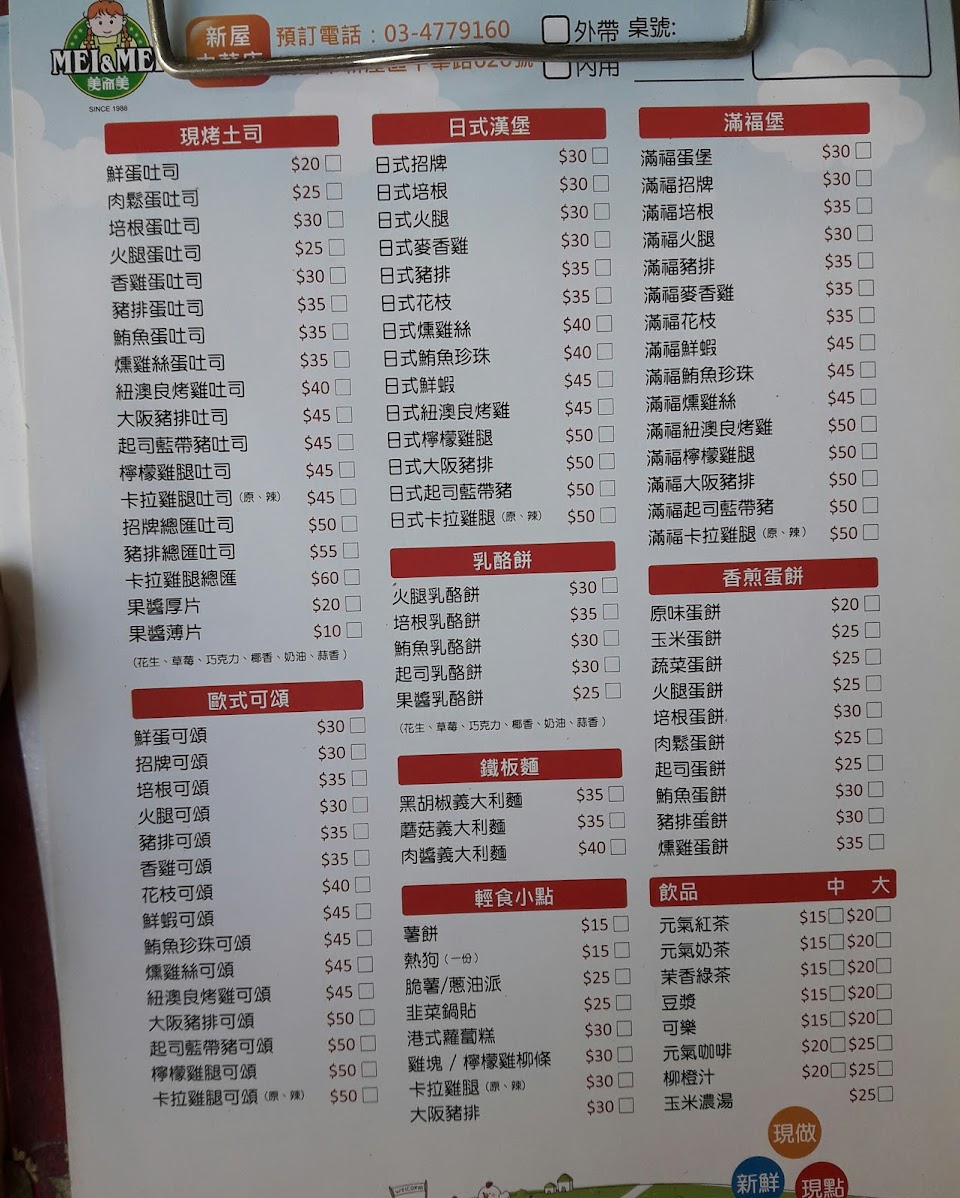 MEI&MEI
美而美
SINCE 1988
新屋
預訂電話：03-4779160
外帶 桌號:
內用
現烤土司
鮮蛋吐司 $20
肉鬆蛋吐司 $25
培根蛋吐司 $30
火腿蛋吐司 $25
香雞蛋吐司 $30
豬排蛋吐司 $35
鮪魚蛋吐司 $35
燻雞絲蛋吐司 $35
紐澳良烤雞吐司 $40
大阪豬排吐司 $45
起司藍帶豬吐司 $45
檸檬雞腿吐司 $45
卡拉雞腿吐司（原、辣） $45
招牌總匯吐司 $50
豬排總匯吐司 $55
卡拉雞腿總匯 $60
果醬厚片 $20
果醬薄片 $10
（花生、草莓、巧克力、椰香、奶油、蒜香）
歐式可頌
鮮蛋可頌 $30
招牌可頌 $30
培根可頌 $35
火腿可頌 $30
豬排可頌 $35
香雞可頌 $35
花枝可頌 $40
鮮蝦可頌 $45
鮪魚珍珠可頌 $45
燻雞絲可頌 $45
紐澳良烤雞可頌 $45
大阪豬排可頌 $50
起司藍帶豬可頌 $50
檸檬雞腿可頌 $50
卡拉雞腿可頌（原、辣） $50
日式漢堡
日式招牌 $30
日式培根 $30
日式火腿 $30
日式麥香雞 $30
日式豬排 $35
日式花枝 $35
日式燻雞絲 $40
日式鮪魚珍珠 $40
日式鮮蝦 $45
日式紐澳良烤雞 $45
日式檸檬雞腿 $50
日式大阪豬排 $50
日式起司藍帶豬 $50
日式卡拉雞腿（原、辣） $50
乳酪餅
火腿乳酪餅 $30
培根乳酪餅 $35
鮪魚乳酪餅 $30
起司乳酪餅 $30
果醬乳酪餅 $25
（花生、草莓、巧克力、椰香、奶油、蒜香）
鐵板麵
黑胡椒義大利麵 $35
蘑菇義大利麵 $35
肉醬義大利麵 $40
輕食小點
薯餅 $15
熱狗（一份） $15
脆薯/蔥油派 $25
韭菜鍋貼 $25
港式蘿蔔糕 $30
雞塊 / 檸檬雞柳條 $30
卡拉雞腿（原、辣） $30
大阪豬排 $30
滿福堡
滿福蛋堡 $30
滿福招牌 $30
滿福培根 $35
滿福火腿 $30
滿福豬排 $35
滿福麥香雞 $35
滿福花枝 $35
滿福鮮蝦 $45
滿福鮪魚珍珠 $45
滿福燻雞絲 $45
滿福紐澳良烤雞 $50
滿福檸檬雞腿 $50
滿福大阪豬排 $50
滿福起司藍帶豬 $50
滿福卡拉雞腿（原、辣） $50
香煎蛋餅
原味蛋餅 $20
玉米蛋餅 $25
蔬菜蛋餅 $25
火腿蛋餅 $25
培根蛋餅 $30
肉鬆蛋餅 $25
起司蛋餅 $25
鮪魚蛋餅 $30
豬排蛋餅 $30
燻雞蛋餅 $35
飲品 中 大
元氣紅茶 $15 $20
元氣奶茶 $15 $20
茉香綠茶 $15 $20
豆漿 $15 $20
可樂 $15 $20
元氣咖啡 $20 $25
柳橙汁 $20 $25
玉米濃湯 $25
現做
新鮮
現點
welcome